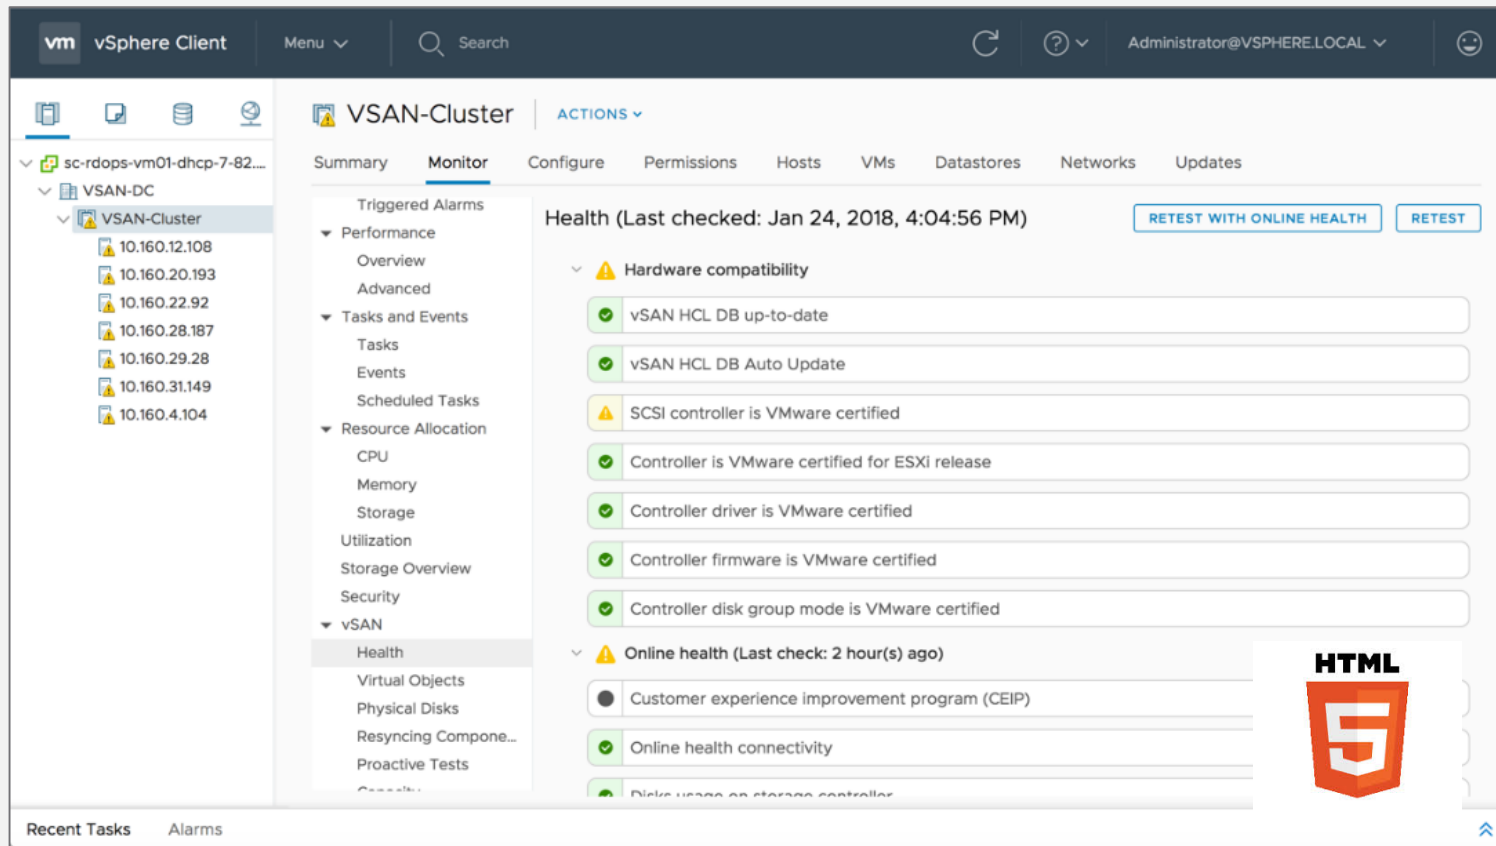 vm vSphere Client Menu Search Administrator@VSPHERE.LOCAL
VSAN-Cluster ACTIONS
Summary Monitor Configure Permissions Hosts VMs Datastores Networks Updates
sc-rdops-vm01-dhcp-7-82....
VSAN-DC
VSAN-Cluster
10.160.12.108
10.160.20.193
10.160.22.92
10.160.28.187
10.160.29.28
10.160.31.149
10.160.4.104
Triggered Alarms
Performance
Overview
Advanced
Tasks and Events
Tasks
Events
Scheduled Tasks
Resource Allocation
CPU
Memory
Storage
Utilization
Storage Overview
Security
vSAN
Health
Virtual Objects
Physical Disks
Resyncing Compone...
Proactive Tests
Capacity
Health (Last checked: Jan 24, 2018, 4:04:56 PM) RETEST WITH ONLINE HEALTH RETEST
Hardware compatibility
vSAN HCL DB up-to-date
vSAN HCL DB Auto Update
SCSI controller is VMware certified
Controller is VMware certified for ESXi release
Controller driver is VMware certified
Controller firmware is VMware certified
Controller disk group mode is VMware certified
Online health (Last check: 2 hour(s) ago)
Customer experience improvement program (CEIP)
Online health connectivity
Disks usage on storage controller
HTML
5
Recent Tasks Alarms